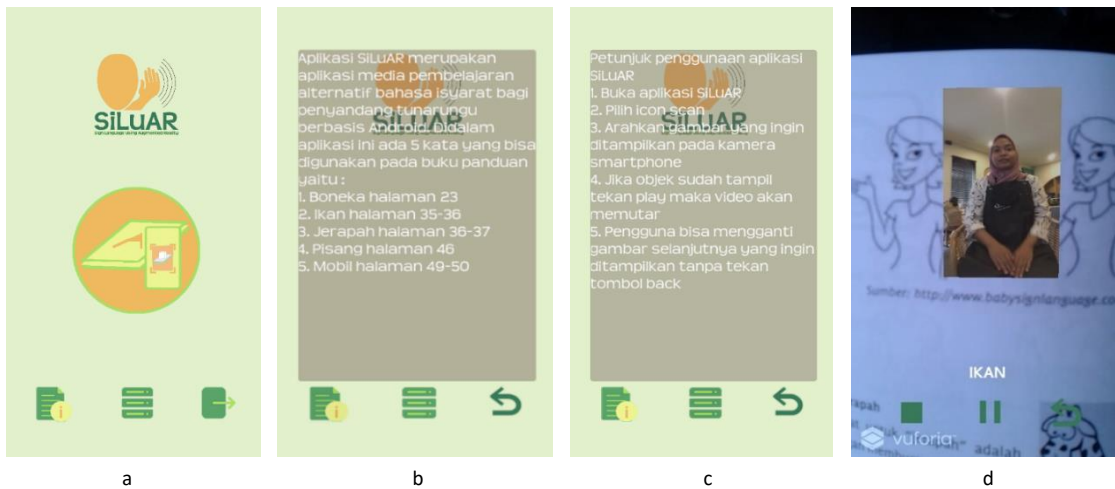 SiLuAR
Aplikasi SiLuAR merupakan
aplikasi media pembelajaran
alternatif bahasa isyarat bagi
penyandang tunarungu
berbasis Android. Didalam
aplikasi ini ada 5 kata yang bisa
digunakan pada buku panduan
yaitu :
1. Boneka halaman 23
2. Ikan halaman 35-36
3. Jerapah halaman 36-37
4. Pisang halaman 46
5. Mobil halaman 49-50
SiLuAR
Petunjuk penggunaan aplikasi
SiLuAR
1. Buka aplikasi SiLuAR
2. Pilih icon scan
3. Arahkan gambar yang ingin
ditampilkan pada kamera
smartphone
4. Jika objek sudah tampil
tekan play maka video akan
memutar
5. Pengguna bisa mengganti
gambar selanjutnya yang ingin
ditampilkan tanpa tekan
tombol back
SiLuAR
Sumber: http://www.babysignlanguage.co
IKAN
vuforia
adalah
a
b
c
d